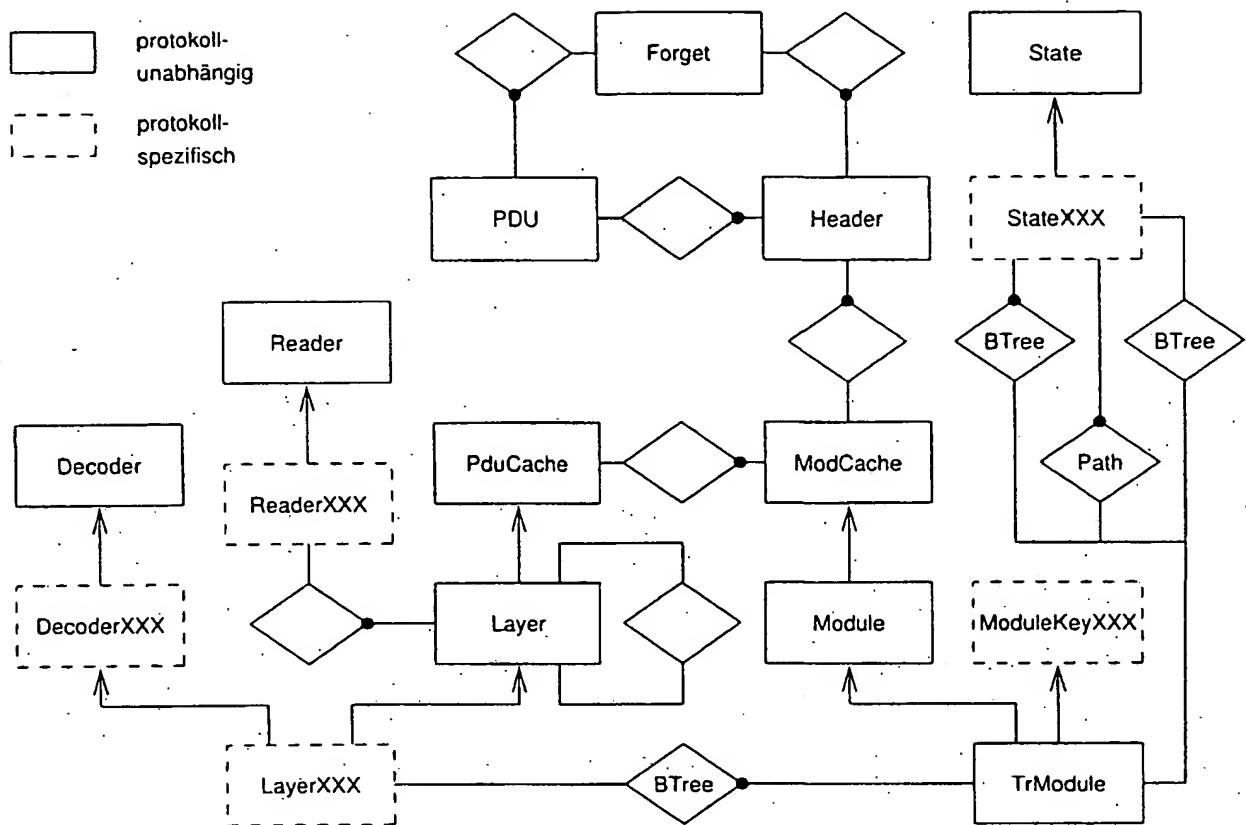 protokoll-
unabhängig
protokoll-
spezifisch
Forget
State
PDU
Header
StateXXX
Reader
BTree
BTree
Decoder
ReaderXXX
PduCache
ModCache
Path
DecoderXXX
Layer
Module
ModuleKeyXXX
LayerXXX
BTree
TrModule